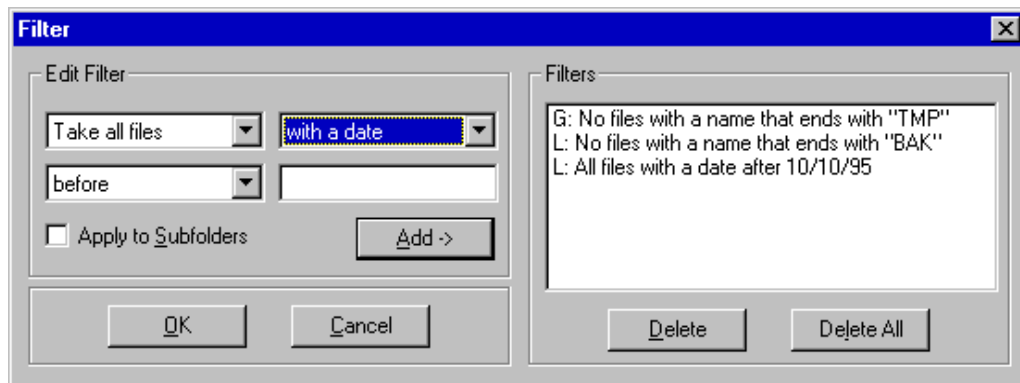 Filter
Edit Filter
Take all files
with a date
before
Apply to Subfolders
Add ->
OK
Cancel
Filters
G: No files with a name that ends with "TMP"
L: No files with a name that ends with "BAK"
L: All files with a date after 10/10/95
Delete
Delete All